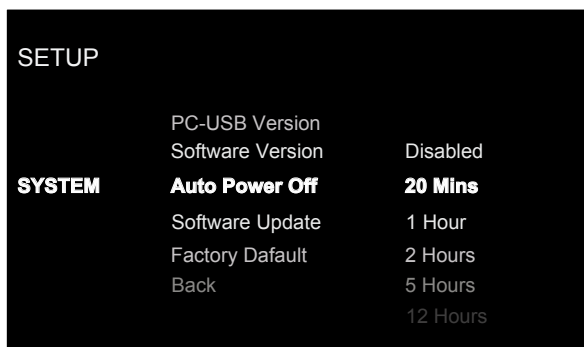 SETUP
PC-USB Version
Software Version Disabled
SYSTEM Auto Power Off 20 Mins
Software Update 1 Hour
Factory Dafault 2 Hours
Back 5 Hours
12 Hours